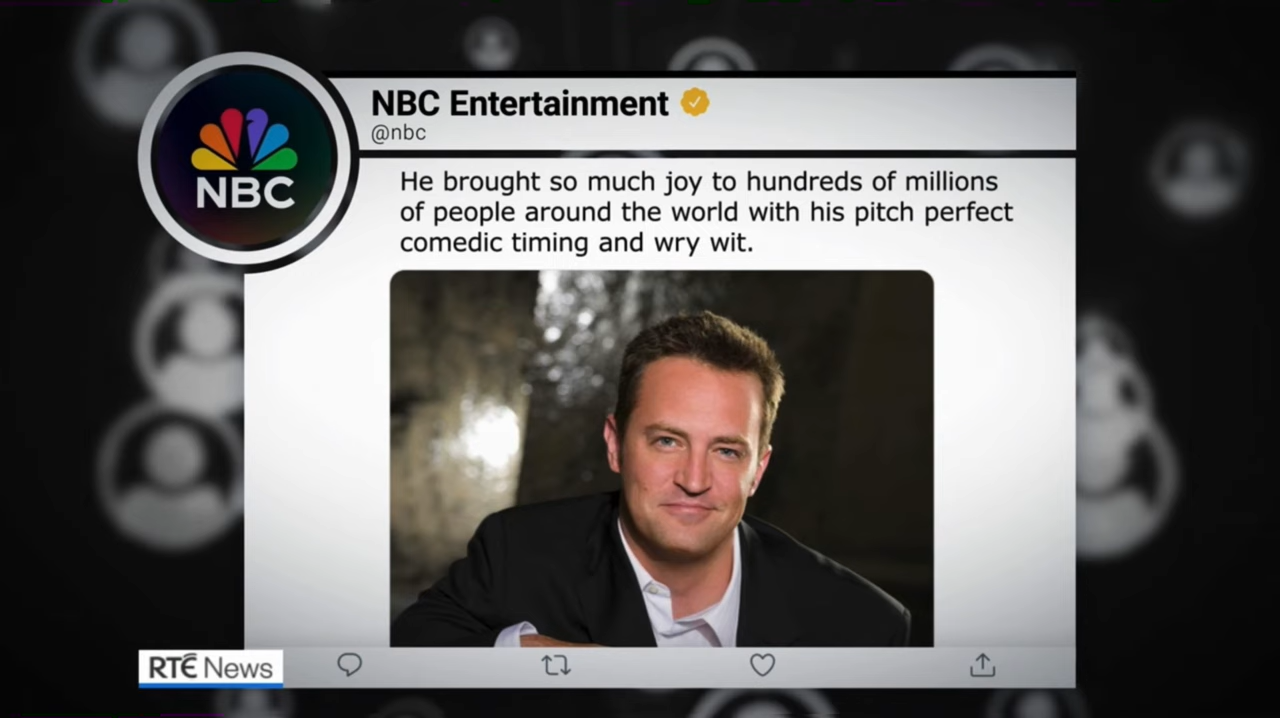 NBC Entertainment
@nbc
NBC
He brought so much joy to hundreds of millions
of people around the world with his pitch perfect
comedic timing and wry wit.
RTÉ News